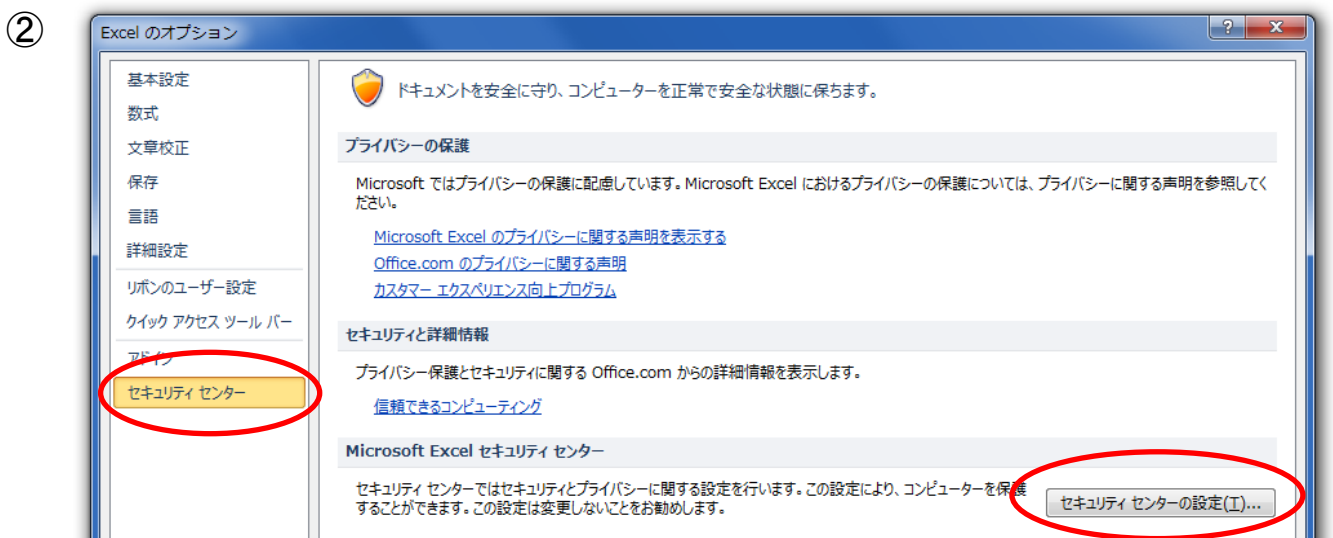 ②
Excel のオプション
基本設定
数式
文章校正
保存
言語
詳細設定
リボンのユーザー設定
クイック アクセス ツール バー
アドイン
セキュリティ センター
ドキュメントを安全に守り、コンピューターを正常で安全な状態に保ちます。
プライバシーの保護
Microsoft ではプライバシーの保護に配慮しています。Microsoft Excel におけるプライバシーの保護については、プライバシーに関する声明を参照してく
ださい。
Microsoft Excel のプライバシーに関する声明を表示する
Office.com のプライバシーに関する声明
カスタマー エクスペリエンス向上プログラム
セキュリティと詳細情報
プライバシー保護とセキュリティに関する Office.com からの詳細情報を表示します。
信頼できるコンピューティング
Microsoft Excel セキュリティ センター
セキュリティ センターではセキュリティとプライバシーに関する設定を行います。この設定により、コンピューターを保護
することができます。この設定は変更しないことをお勧めします。
セキュリティ センターの設定(T)...